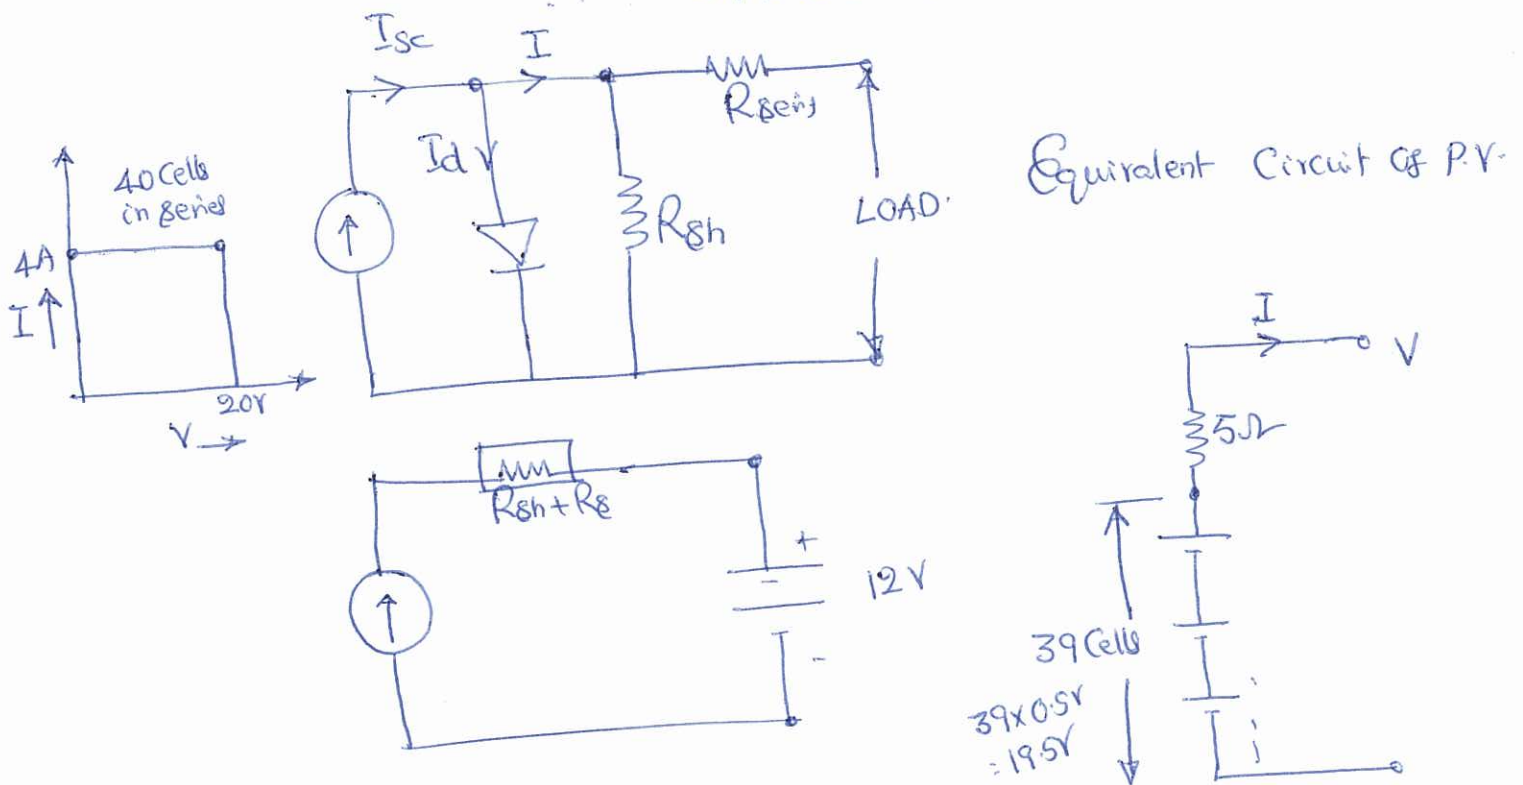 Isc
I
Rseris
Id
40 Cells
in series
Rsh
LOAD.
Equivalent Circuit of P.V.
4A
I
20V
V
I
V
5Ω
Rsh + Rs
+
-
12V
-
39 Cells
39x0.5V
= 19.5V